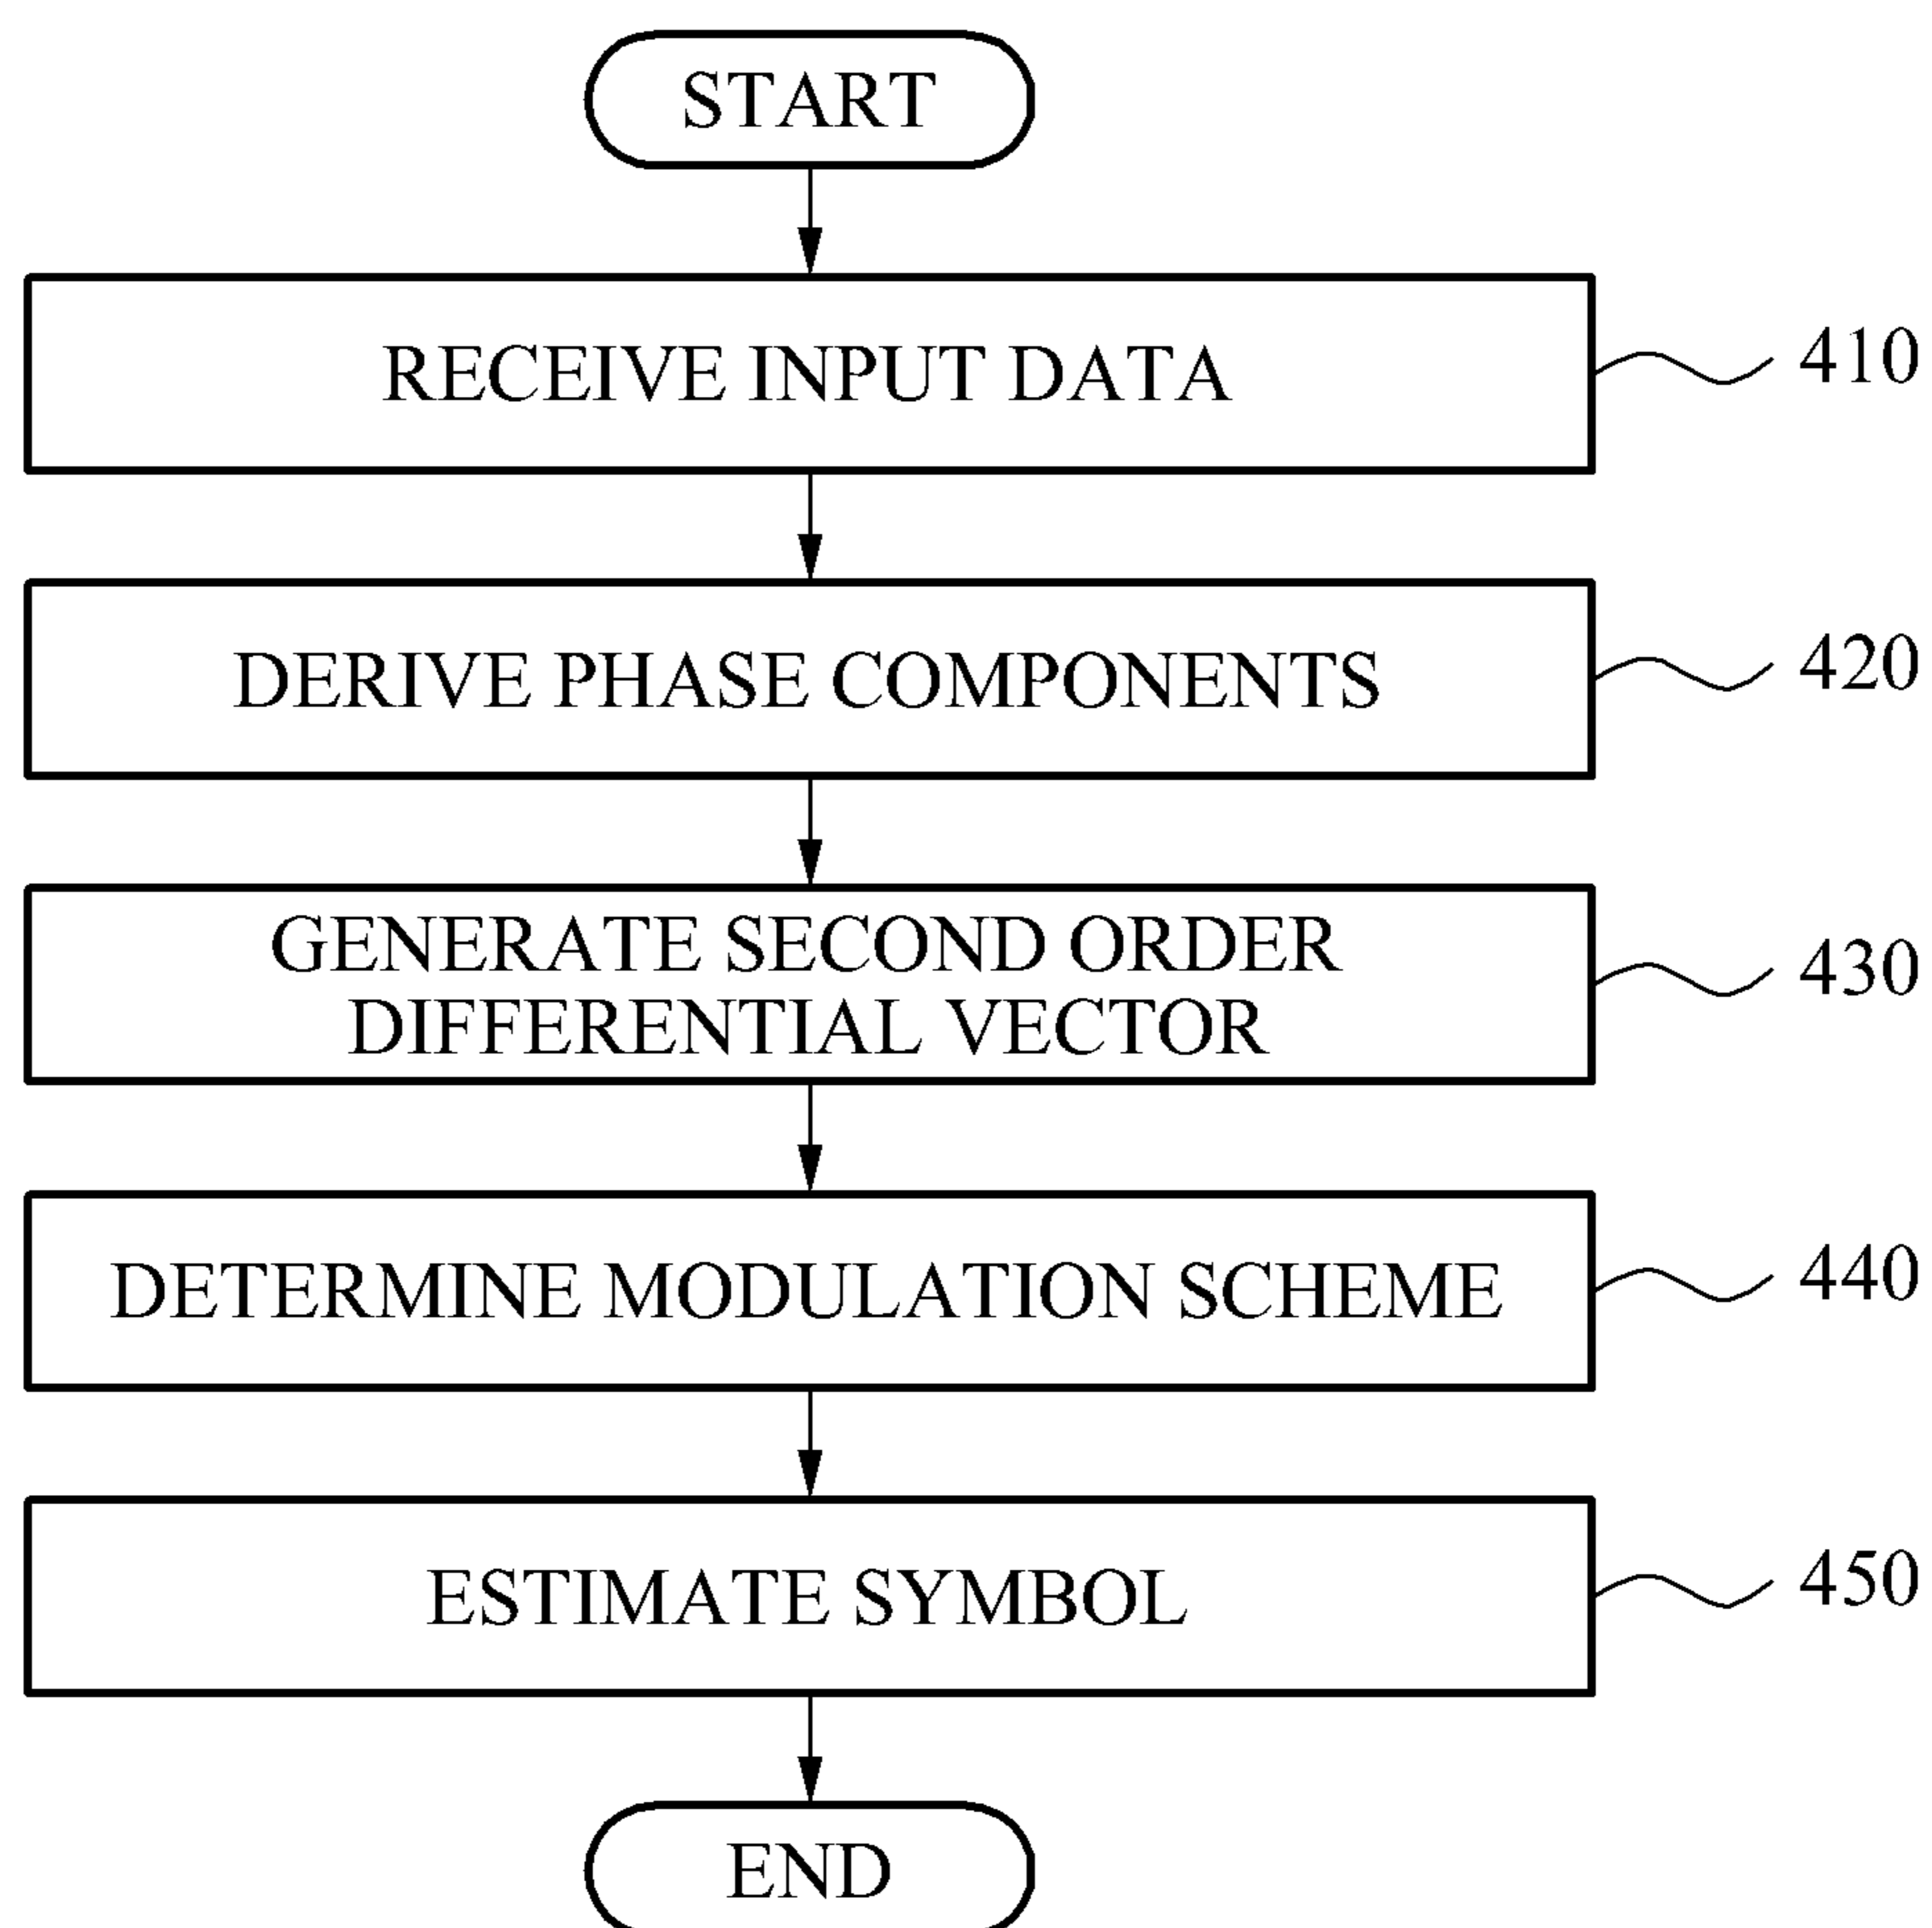 START
RECEIVE INPUT DATA
410
DERIVE PHASE COMPONENTS
420
GENERATE SECOND ORDER
DIFFERENTIAL VECTOR
430
DETERMINE MODULATION SCHEME
440
ESTIMATE SYMBOL
450
END